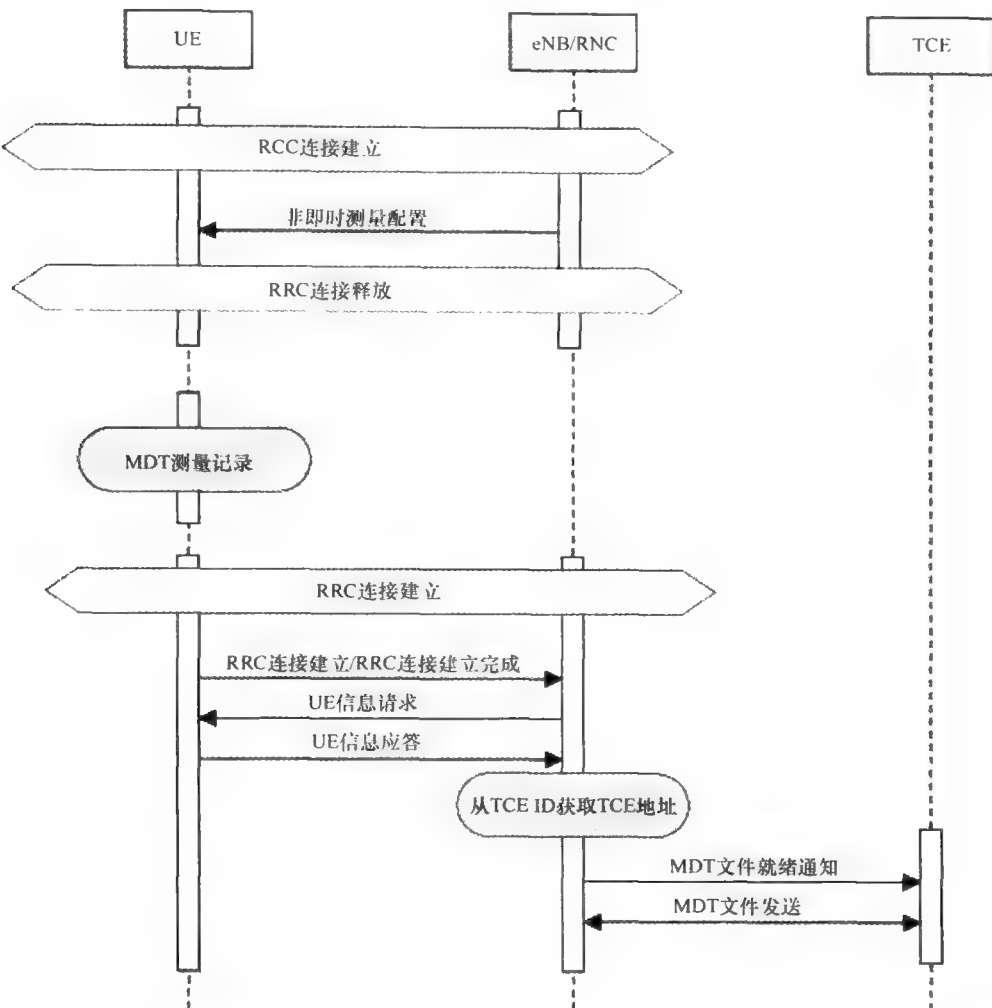 UE
eNB/RNC
TCE
RCC连接建立
非即时测量配置
RRC连接释放
MDT测量记录
RRC连接建立
RRC连接建立/RRC连接建立完成
UE信息请求
UE信息应答
从TCE ID获取TCE地址
MDT文件就绪通知
MDT文件发送